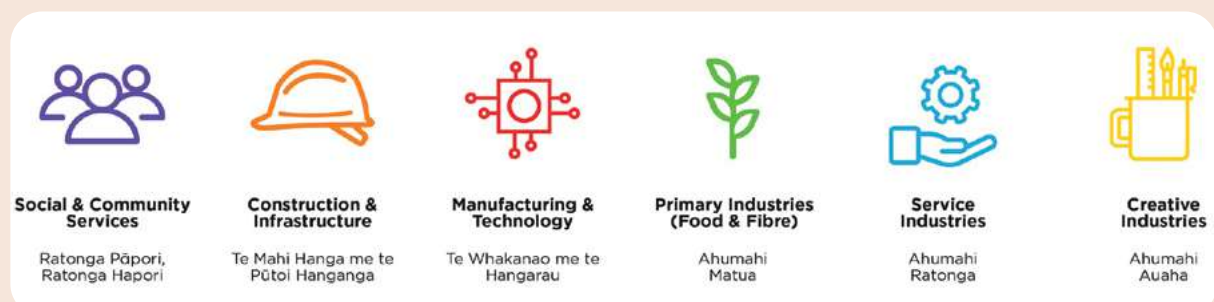 Social & Community
Services
Ratonga Pāpori,
Ratonga Hapori
Construction &
Infrastructure
Te Mahi Hanga me te
Pūtoi Hanganga
Manufacturing &
Technology
Te Whakanao me te
Hangarau
Primary Industries
(Food & Fibre)
Ahumahi
Matua
Service
Industries
Ahumahi
Ratonga
Creative
Industries
Ahumahi
Auaha